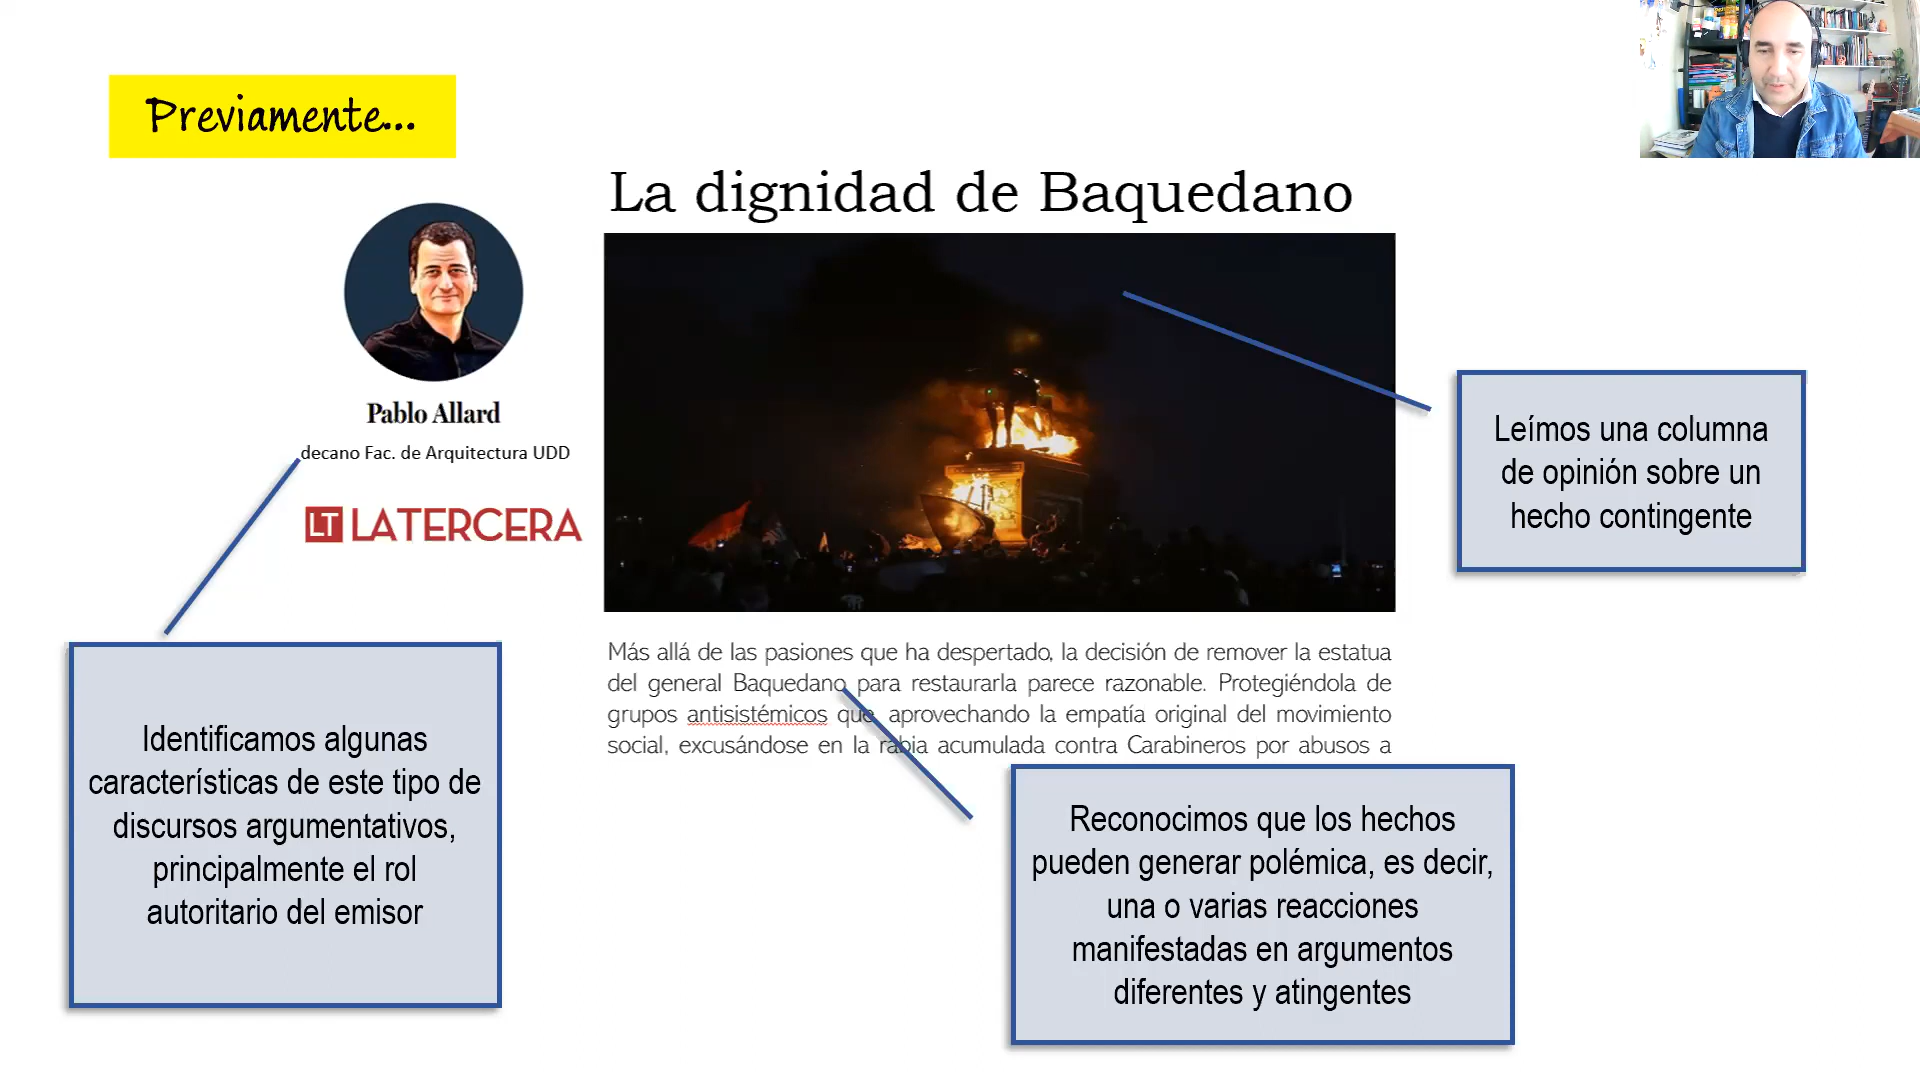 Previamente...
La dignidad de Baquedano
Pablo Allard
decano Fac. de Arquitectura UDD
LT LATERCERA
Leímos una columna
de opinión sobre un
hecho contingente
Más allá de las pasiones que ha despertado, la decisión de remover la estatua
del general Baquedano para restaurarla parece razonable. Protegiéndola de
grupos antisistémicos que, aprovechando la empatía original del movimiento
social, excusándose en la rabia acumulada contra Carabineros por abusos a
Identificamos algunas
características de este tipo de
discursos argumentativos,
principalmente el rol
autoritario del emisor
Reconocimos que los hechos
pueden generar polémica, es decir,
una o varias reacciones
manifestadas en argumentos
diferentes y atingentes